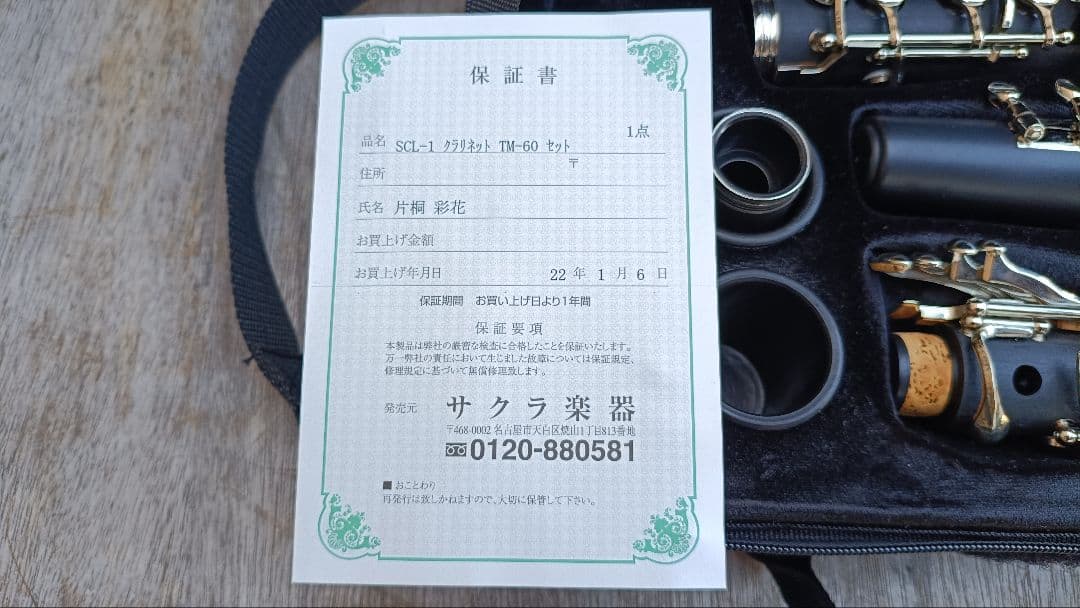 保証書
1点
品名 SCL-1 クラリネット TM-60 セット
〒
住所
氏名 片桐 彩花
お買上げ金額
お買上げ年月日 22 年 1 月 6 日
保証期間 お買い上げ日より1年間
保証要項
本製品は弊社の厳密な検査に合格したことを保証いたします。
万一弊社の責任において生じました故障については保証規定、
修理規定に基づいて無償修理致します。
発売元 サクラ楽器
〒468-0002 名古屋市天白区焼山1丁目813番地
0120-880581
■ おことわり
再発行は致しかねますので、大切に保管して下さい。